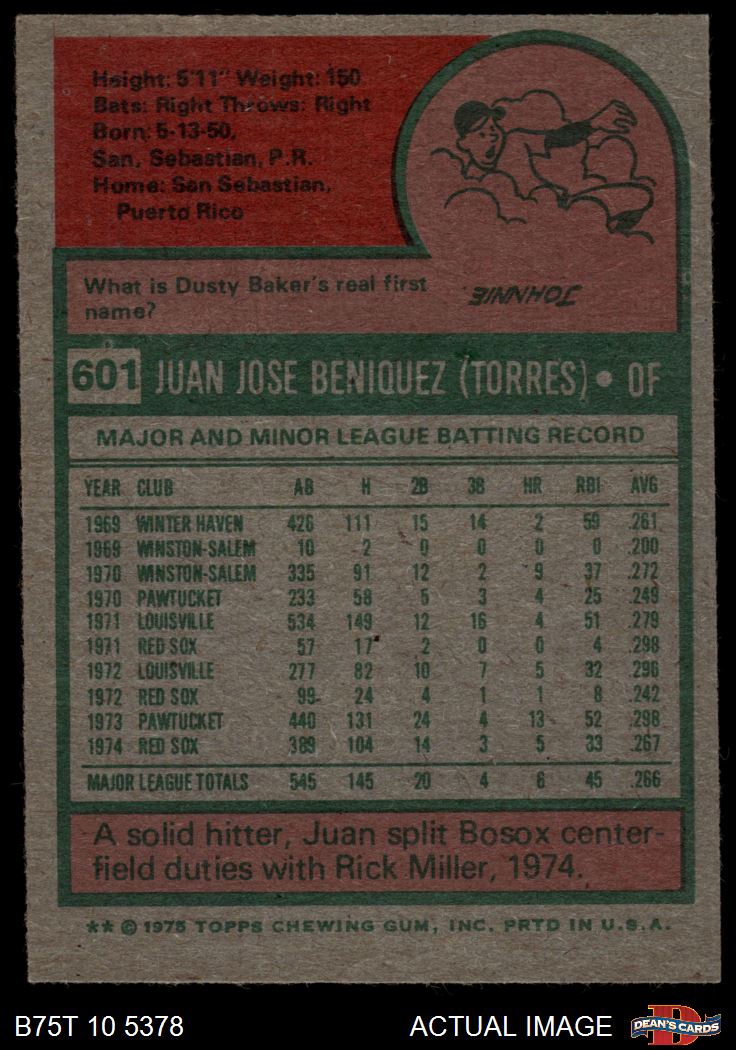 Height: 5'11" Weight: 150
Bats: Right Throws: Right
Born: 5-13-50,
San, Sebastian, P.R.
Home: San Sebastian,
Puerto Rico
What is Dusty Baker's real first
name?
JOHNNIE
601 JUAN JOSE BENIQUEZ (TORRES) • OF
MAJOR AND MINOR LEAGUE BATTING RECORD
YEAR CLUB AB H 2B 3B HR RBI AVG
1969 WINTER HAVEN 426 111 15 14 2 59 .261
1969 WINSTON-SALEM 10 2 0 0 0 0 .200
1970 WINSTON-SALEM 335 91 12 2 9 37 .272
1970 PAWTUCKET 233 58 5 3 4 25 .249
1971 LOUISVILLE 534 149 12 16 4 51 .279
1971 RED SOX 57 17 2 0 0 4 .298
1972 LOUISVILLE 277 82 10 7 5 32 .296
1972 RED SOX 99 24 4 1 1 8 .242
1973 PAWTUCKET 440 131 24 4 13 52 .298
1974 RED SOX 389 104 14 3 5 33 .267
MAJOR LEAGUE TOTALS 545 145 20 4 6 45 .266
A solid hitter, Juan split Bosox center-
field duties with Rick Miller, 1974.
** © 1975 TOPPS CHEWING GUM, INC. PRTD IN U.S.A.
B75T 10 5378 ACTUAL IMAGE DEAN'S CARDS